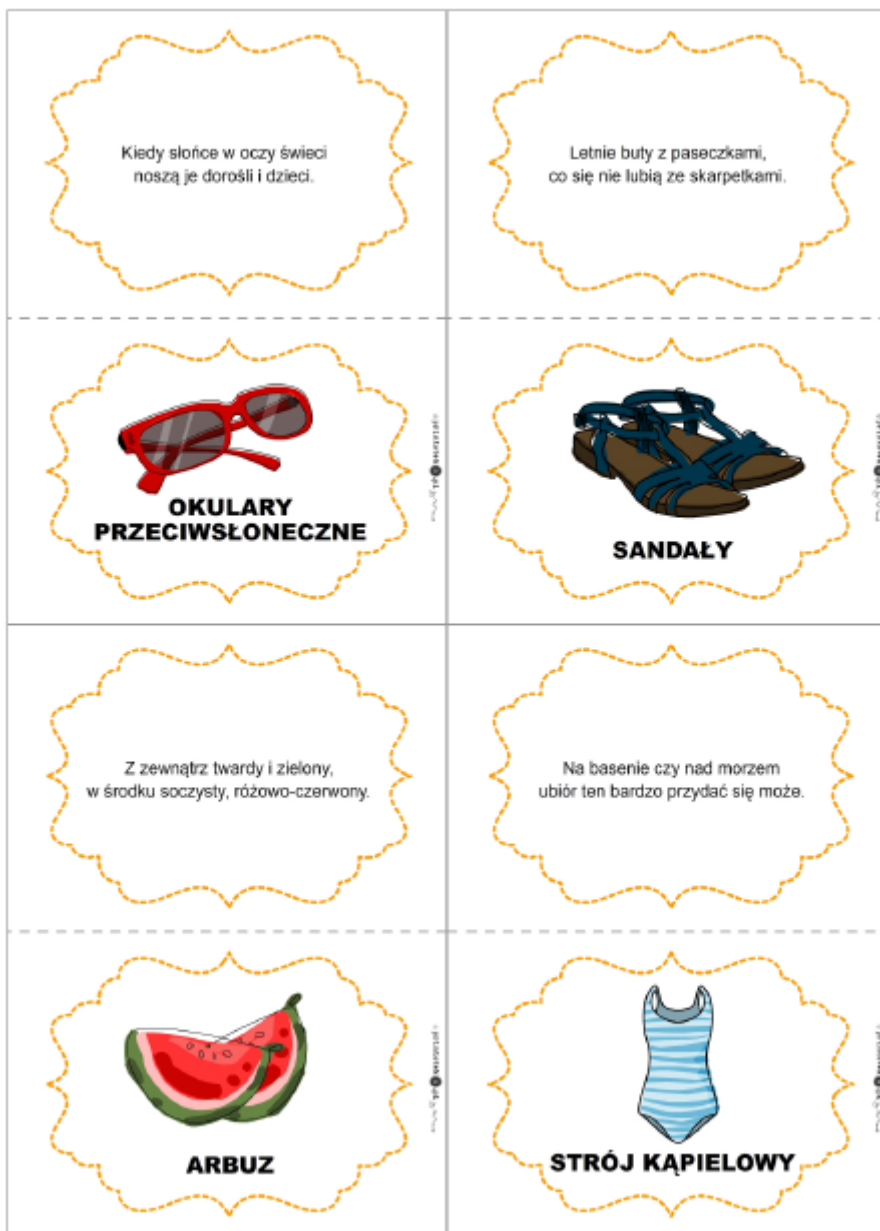 Kiedy słońce w oczy świeci
noszą je dorośli i dzieci.
Letnie buty z paseczkami,
co się nie lubią ze skarpetkami.
OKULARY
PRZECIWSŁONECZNE
SANDAŁY
Z zewnątrz twardy i zielony,
w środku soczysty, różowo-czerwony.
Na basenie czy nad morzem
ubiór ten bardzo przydać się może.
ARBUZ
STRÓJ KĄPIELOWY